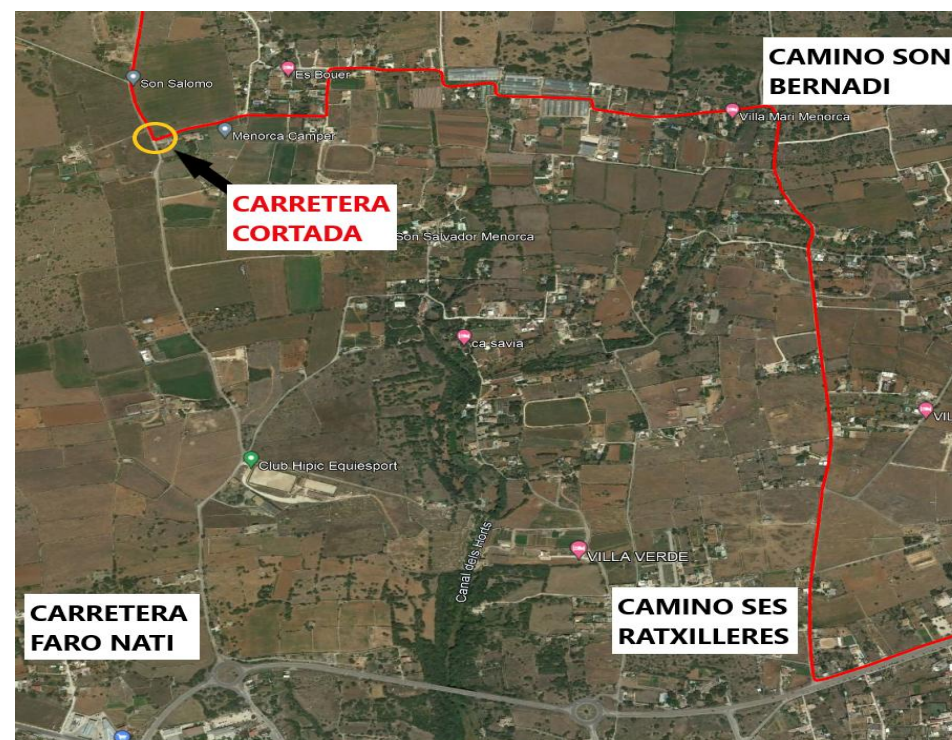 CAMINO SON
BERNADI
Es Bouer
Son Salomo
Villa Mari Menorca
Menorca Camper
CARRETERA
CORTADA
Son Salvador Menorca
ca savia
VIL
Club Hipic Equiesport
Canal dels Horts
VILLA VERDE
CARRETERA
FARO NATI
CAMINO SES
RATXILLERES